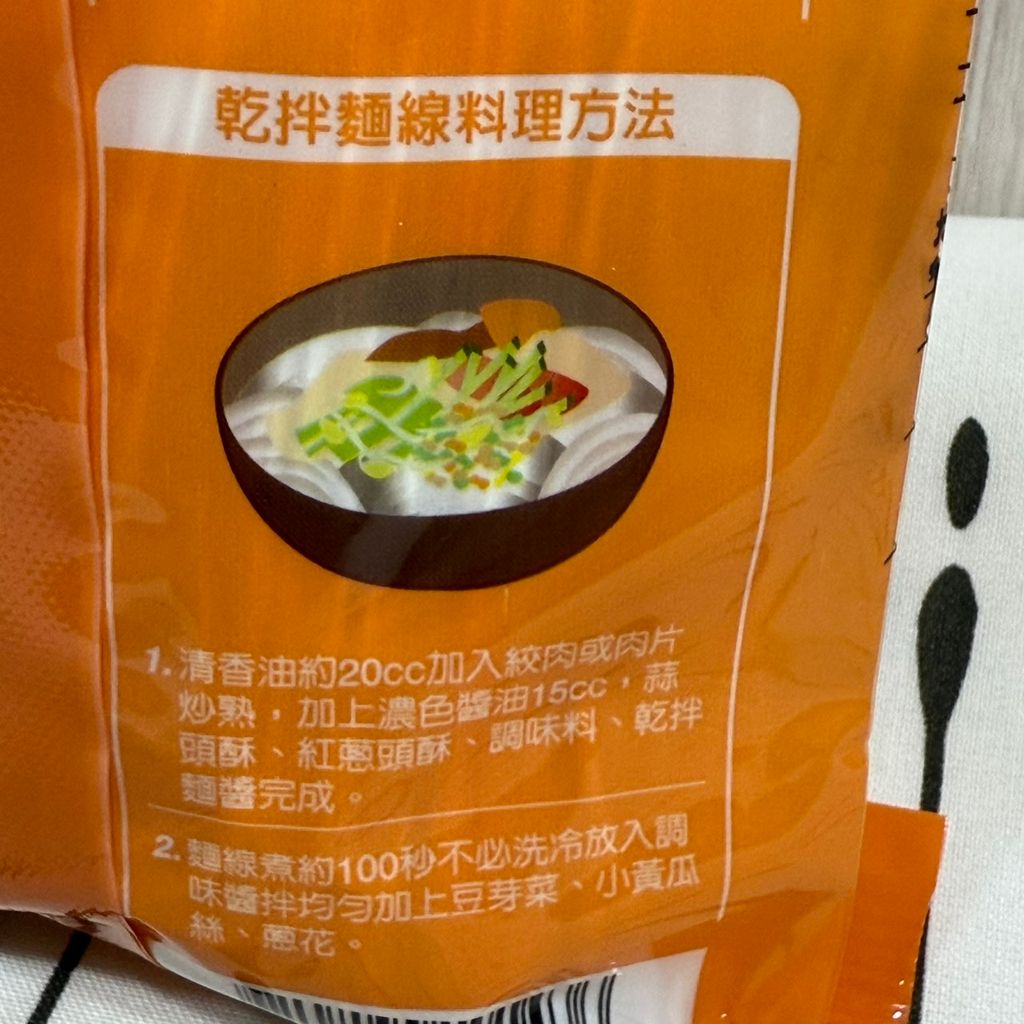 乾拌麵線料理方法
1. 清香油約20cc加入絞肉或肉片
炒熟，加上濃色醬油15cc，蒜
頭酥、紅蔥頭酥、調味料、乾拌
麵醬完成。
2. 麵線煮約100秒不必洗冷放入調
味醬拌均勻加上豆芽菜、小黃瓜
絲、蔥花。